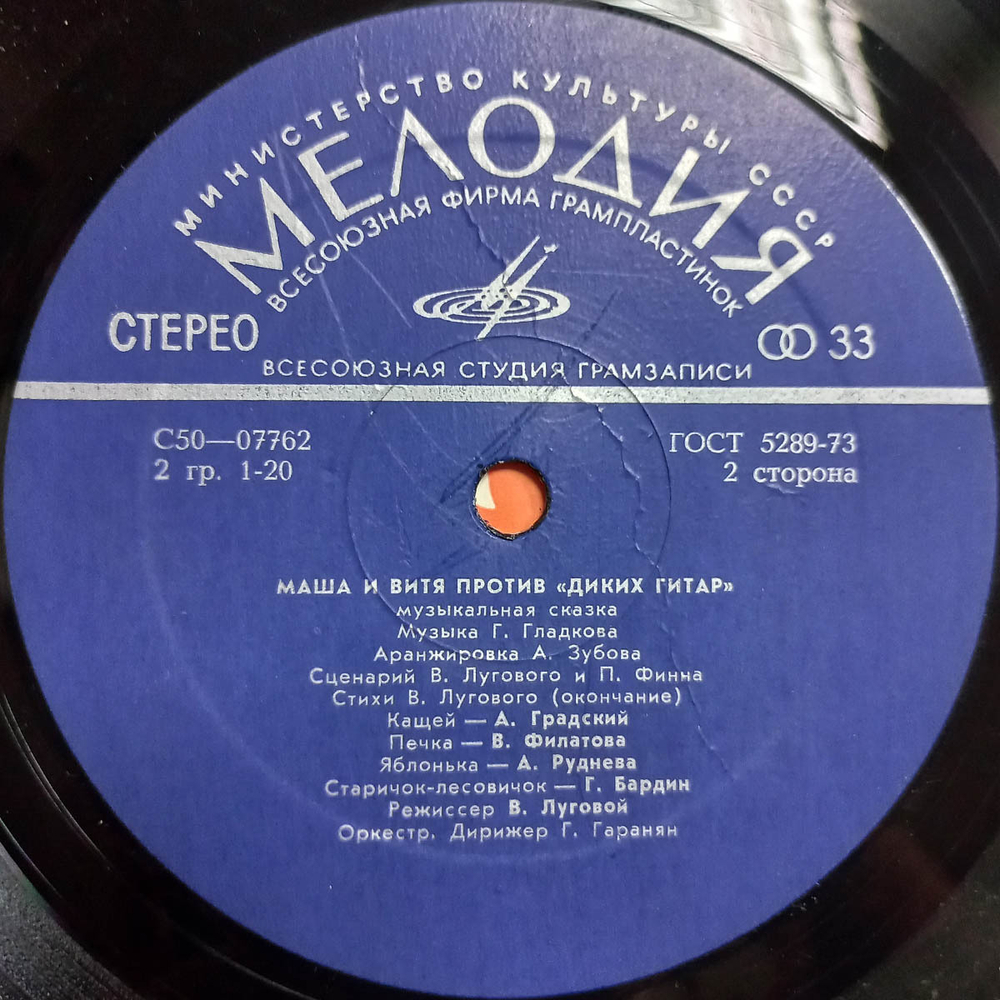 МИНИСТЕРСТВО КУЛЬТУРЫ СССР
МЕЛОДИЯ
ВСЕСОЮЗНАЯ ФИРМА ГРАМПЛАСТИНОК
СТЕРЕО
33
ВСЕСОЮЗНАЯ СТУДИЯ ГРАМЗАПИСИ
С50—07762
ГОСТ 5289-73
2 гр. 1-20
2 сторона
МАША И ВИТЯ ПРОТИВ «ДИКИХ ГИТАР»
музыкальная сказка
Музыка Г. Гладкова
Аранжировка А. Зубова
Сценарий В. Лугового и П. Финна
Стихи В. Лугового (окончание)
Кащей — А. Градский
Печка — В. Филатова
Яблонька — А. Руднева
Старичок-лесовичок — Г. Бардин
Режиссер В. Луговой
Оркестр. Дирижер Г. Гаранян